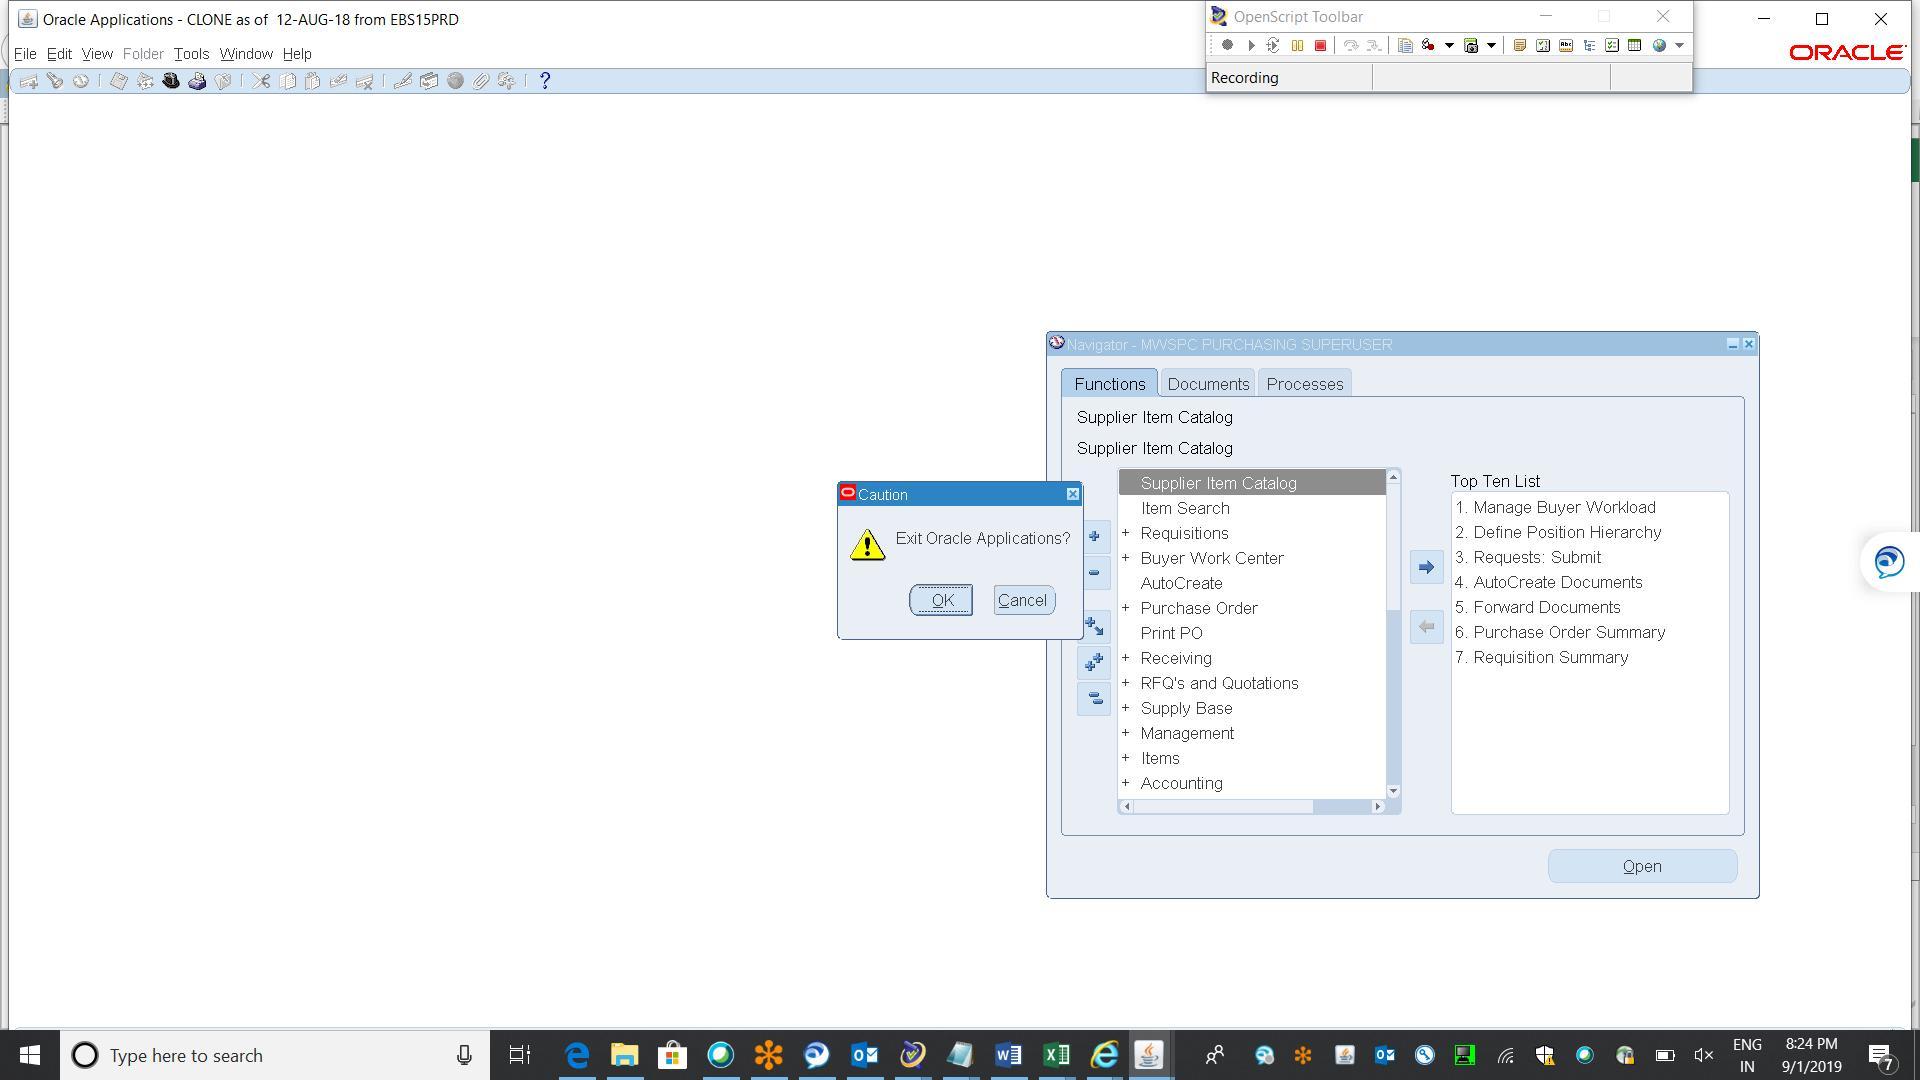 Oracle Applications - CLONE as of  12-AUG-18 from EBS15PRD
File Edit View Folder Tools Window Help
OpenScript Toolbar
Recording
ORACLE
Navigator - MWSPC PURCHASING SUPERUSER
Functions Documents Processes
Supplier Item Catalog
Supplier Item Catalog
Supplier Item Catalog
Item Search
+ Requisitions
+ Buyer Work Center
AutoCreate
+ Purchase Order
Print PO
+ Receiving
+ RFQ's and Quotations
+ Supply Base
+ Management
+ Items
+ Accounting
Top Ten List
1. Manage Buyer Workload
2. Define Position Hierarchy
3. Requests: Submit
4. AutoCreate Documents
5. Forward Documents
6. Purchase Order Summary
7. Requisition Summary
Open
Caution
Exit Oracle Applications?
OK Cancel
Type here to search
ENG
IN
8:24 PM
9/1/2019
7